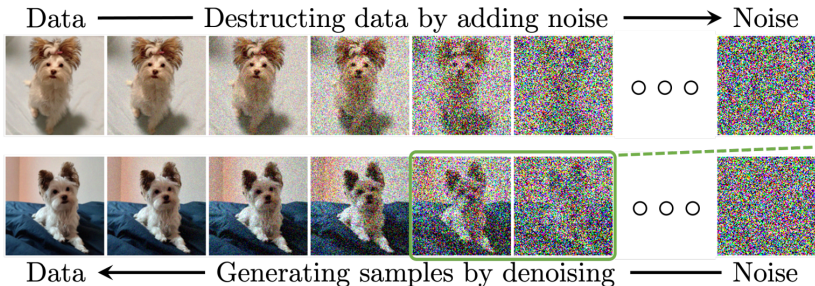 Data Destructing data by adding noise Noise
Data Generating samples by denoising Noise